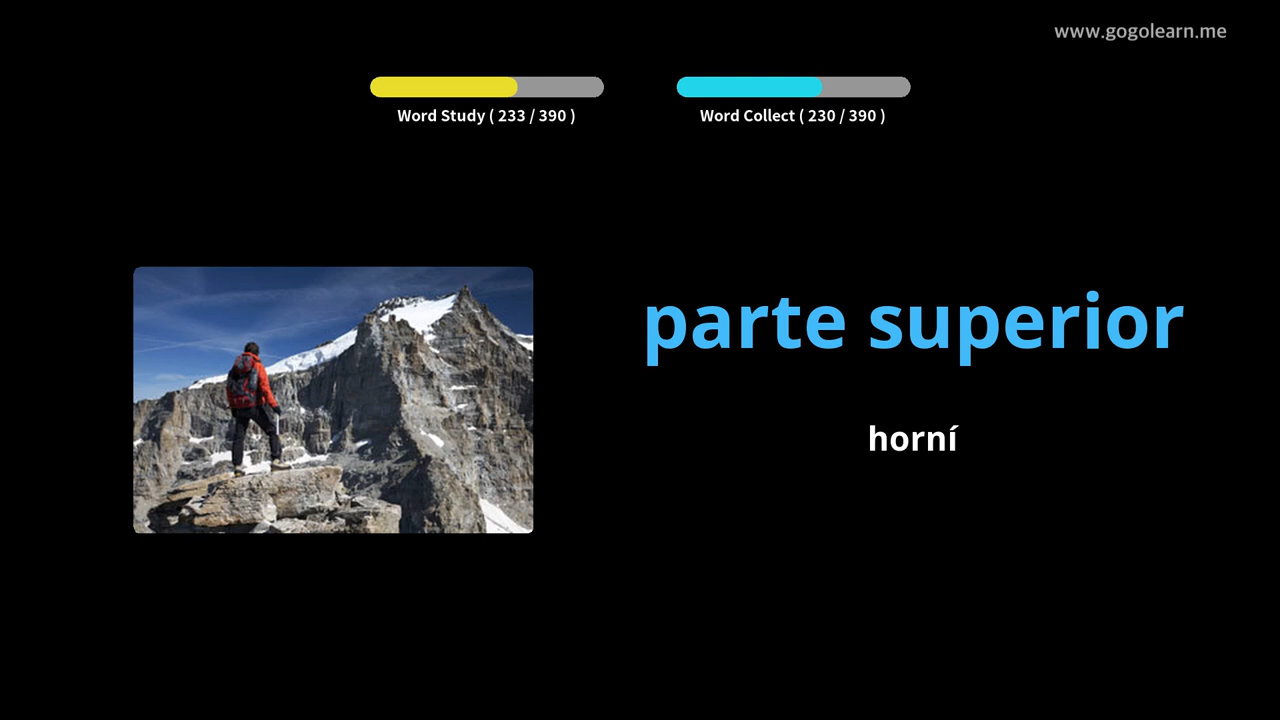 www.gogolearn.me
Word Study ( 233 / 390 )
Word Collect ( 230 / 390 )
parte superior
horní